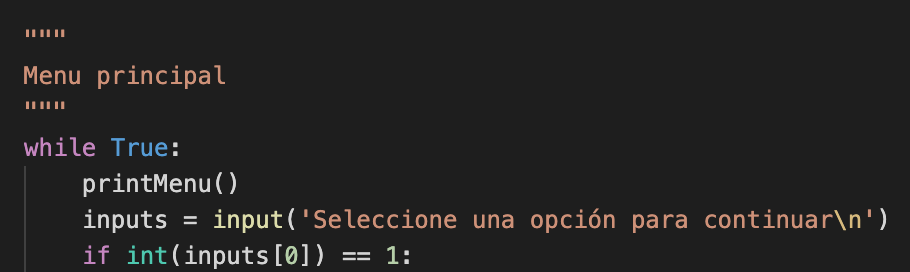 """
Menu principal
"""
while True:
    printMenu()
    inputs = input('Seleccione una opción para continuar\n')
    if int(inputs[0]) == 1: